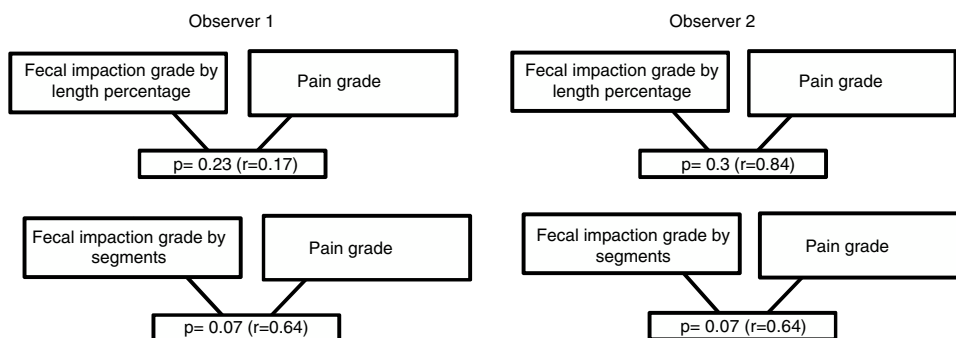 Observer 1
Observer 2
Fecal impaction grade by
length percentage
Pain grade
Fecal impaction grade by
length percentage
Pain grade
p= 0.23 (r=0.17)
p= 0.3 (r=0.84)
Fecal impaction grade by
segments
Pain grade
Fecal impaction grade by
segments
Pain grade
p= 0.07 (r=0.64)
p= 0.07 (r=0.64)